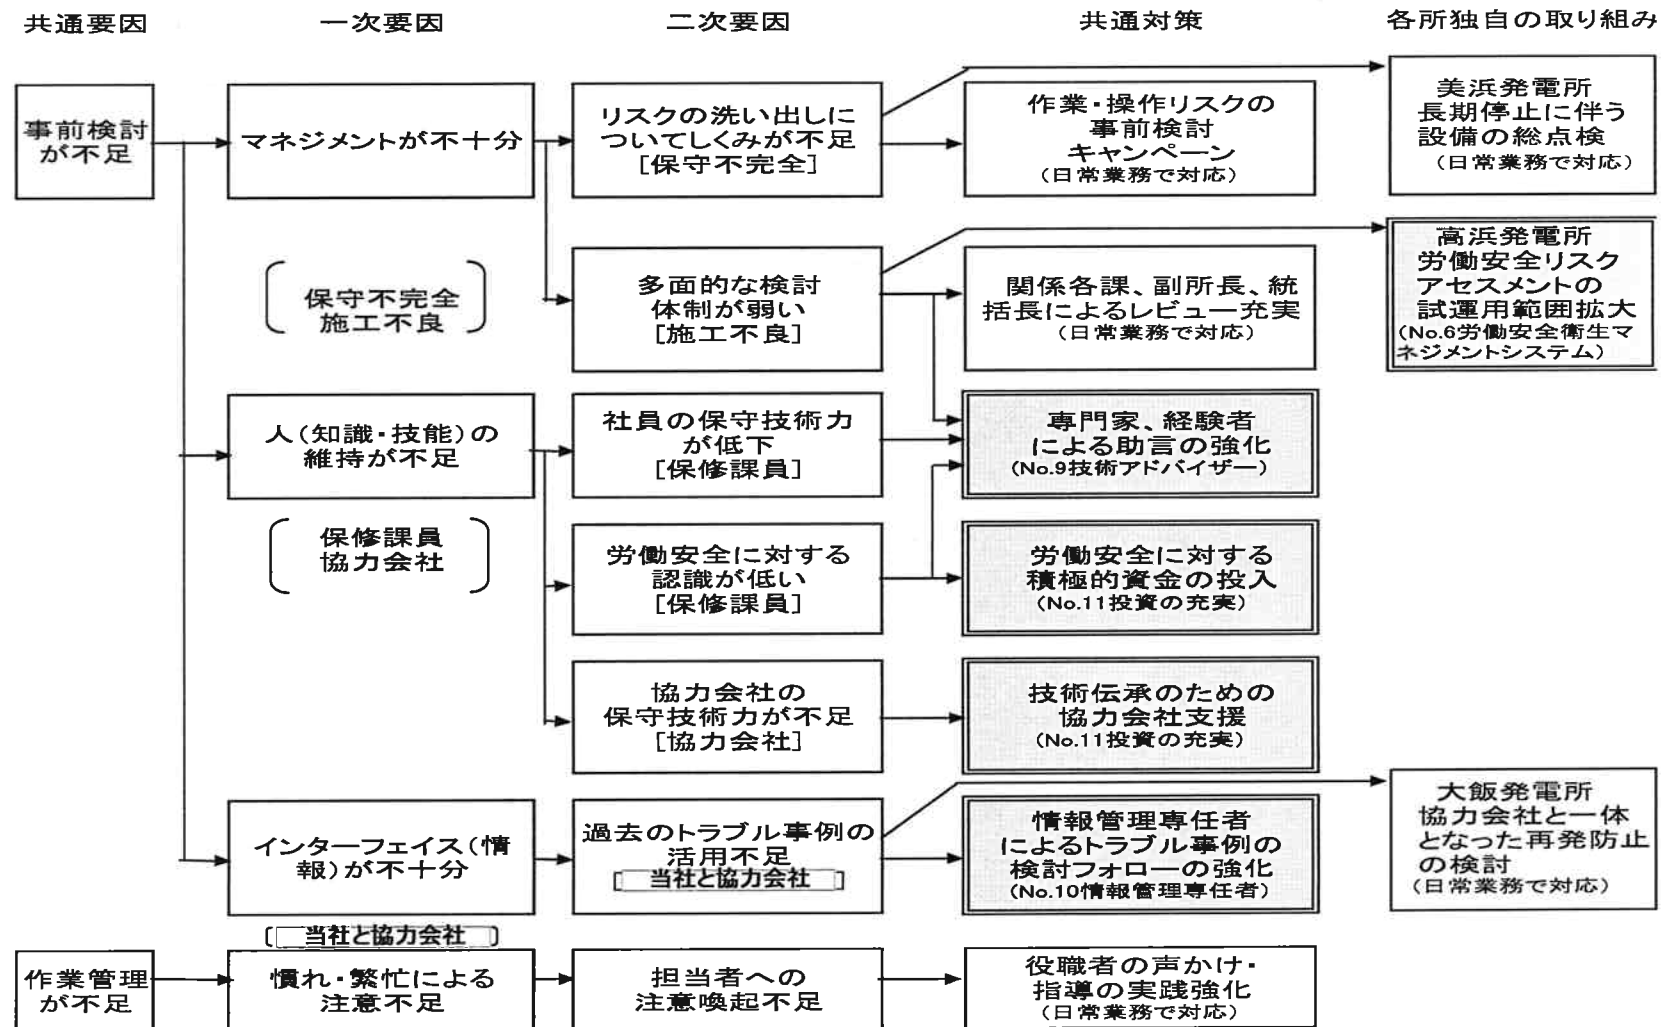 共通要因
一次要因
二次要因
共通対策
各所独自の取り組み
事前検討
が不足
マネジメントが不十分
リスクの洗い出しに
ついてしくみが不足
[保守不完全]
作業・操作リスクの
事前検討
キャンペーン
(日常業務で対応)
美浜発電所
長期停止に伴う
設備の総点検
(日常業務で対応)
保守不完全
施工不良
多面的な検討
体制が弱い
[施工不良]
関係各課、副所長、統
括長によるレビュー充実
(日常業務で対応)
高浜発電所
労働安全リスク
アセスメントの
試運用範囲拡大
(No.6労働安全衛生マ
ネジメントシステム)
人(知識・技能)の
維持が不足
社員の保守技術力
が低下
[保修課員]
専門家、経験者
による助言の強化
(No.9技術アドバイザー)
保修課員
協力会社
労働安全に対する
認識が低い
[保修課員]
労働安全に対する
積極的資金の投入
(No.11投資の充実)
協力会社の
保守技術力が不足
[協力会社]
技術伝承のための
協力会社支援
(No.11投資の充実)
インターフェイス(情
報)が不十分
過去のトラブル事例の
活用不足
[当社と協力会社]
情報管理専任者
によるトラブル事例の
検討フォローの強化
(No.10情報管理専任者)
大飯発電所
協力会社と一体
となった再発防止
の検討
(日常業務で対応)
[当社と協力会社]
作業管理
が不足
慣れ・繁忙による
注意不足
担当者への
注意喚起不足
役職者の声かけ・
指導の実践強化
(日常業務で対応)